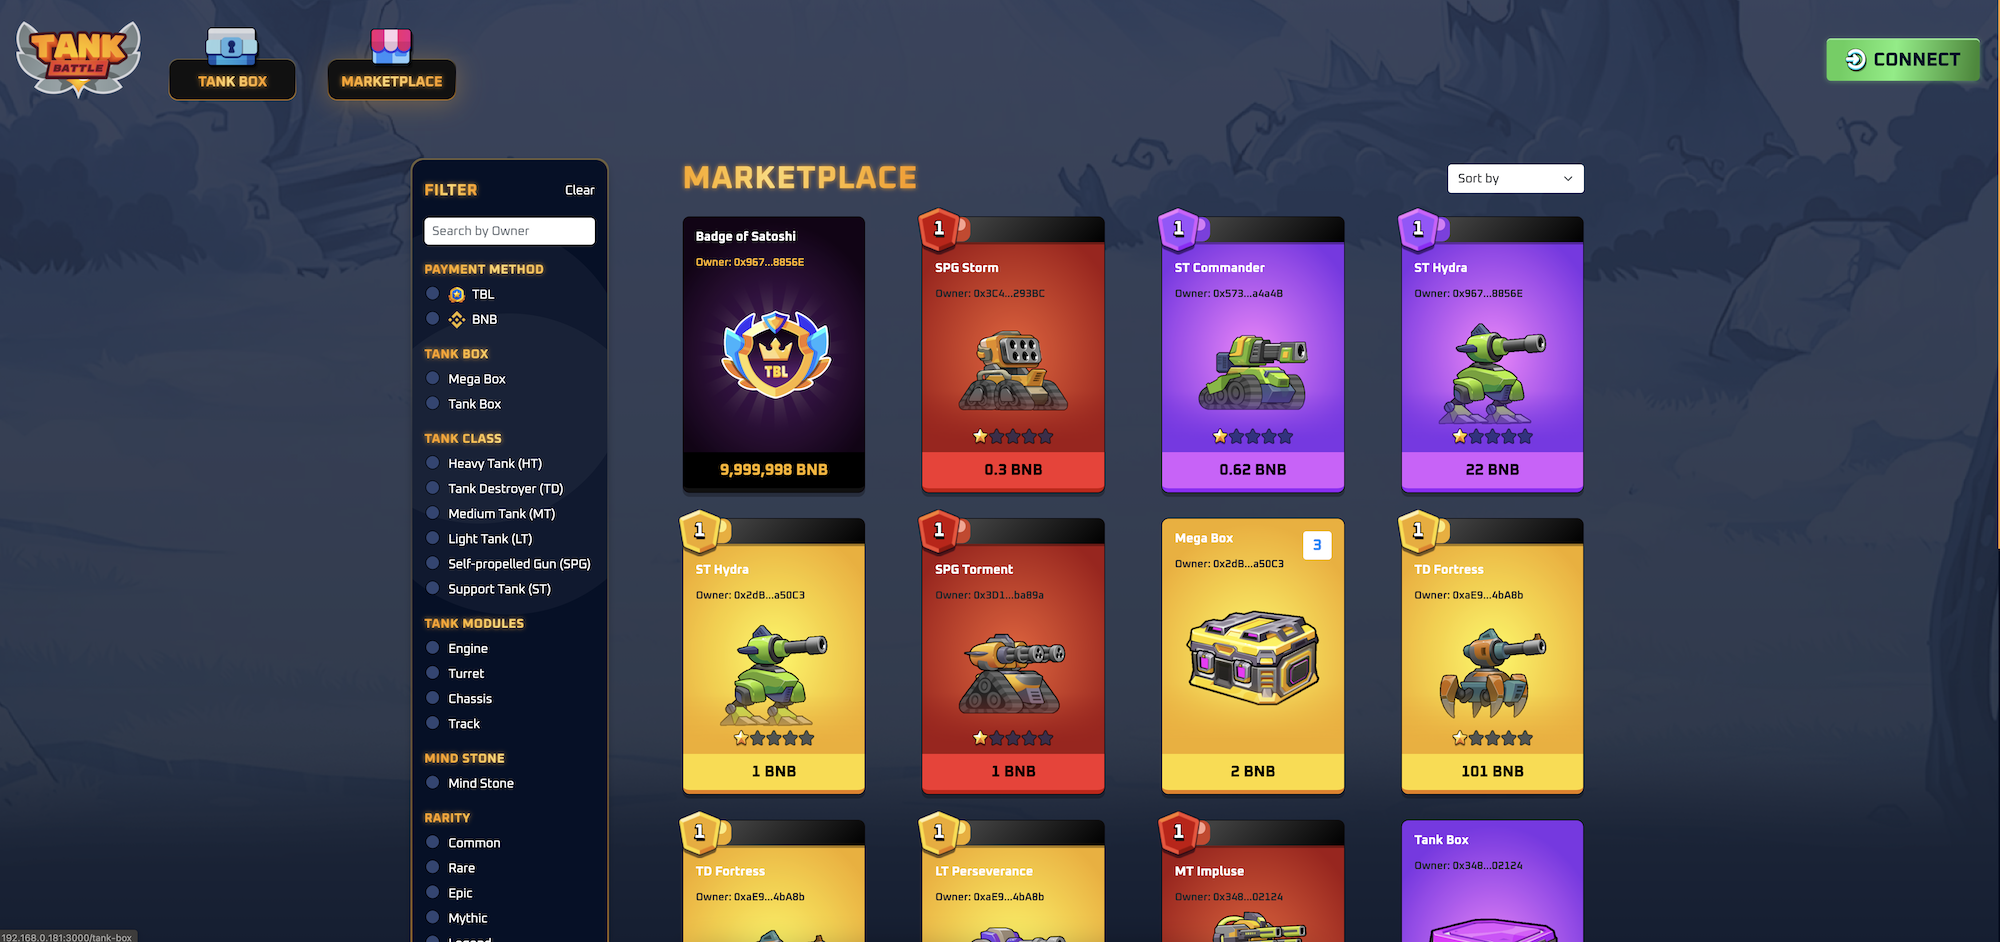 TANK
BATTLE
TANK BOX
MARKETPLACE
CONNECT
FILTER
Clear
Search by Owner
PAYMENT METHOD
TBL
BNB
TANK BOX
Mega Box
Tank Box
TANK CLASS
Heavy Tank (HT)
Tank Destroyer (TD)
Medium Tank (MT)
Light Tank (LT)
Self-propelled Gun (SPG)
Support Tank (ST)
TANK MODULES
Engine
Turret
Chassis
Track
MIND STONE
Mind Stone
RARITY
Common
Rare
Epic
Mythic
Legend
MARKETPLACE
Sort by
Badge of Satoshi
Owner: 0x967...8856E
TBL
9,999,998 BNB
1
SPG Storm
Owner: 0x3C4...293BC
0.3 BNB
1
ST Commander
Owner: 0x573...a4a4B
0.62 BNB
1
ST Hydra
Owner: 0x967...8856E
22 BNB
1
ST Hydra
Owner: 0x2dB...a50C3
1 BNB
1
SPG Torment
Owner: 0x3D1...ba89a
1 BNB
Mega Box
3
Owner: 0x2dB...a50C3
2 BNB
1
TD Fortress
Owner: 0xaE9...4bA8b
101 BNB
1
TD Fortress
Owner: 0xaE9...4bA8b
1
LT Perseverance
Owner: 0xaE9...4bA8b
1
MT Impluse
Owner: 0x348...02124
Tank Box
Owner: 0x348...02124
192.168.0.181:3000/tank-box